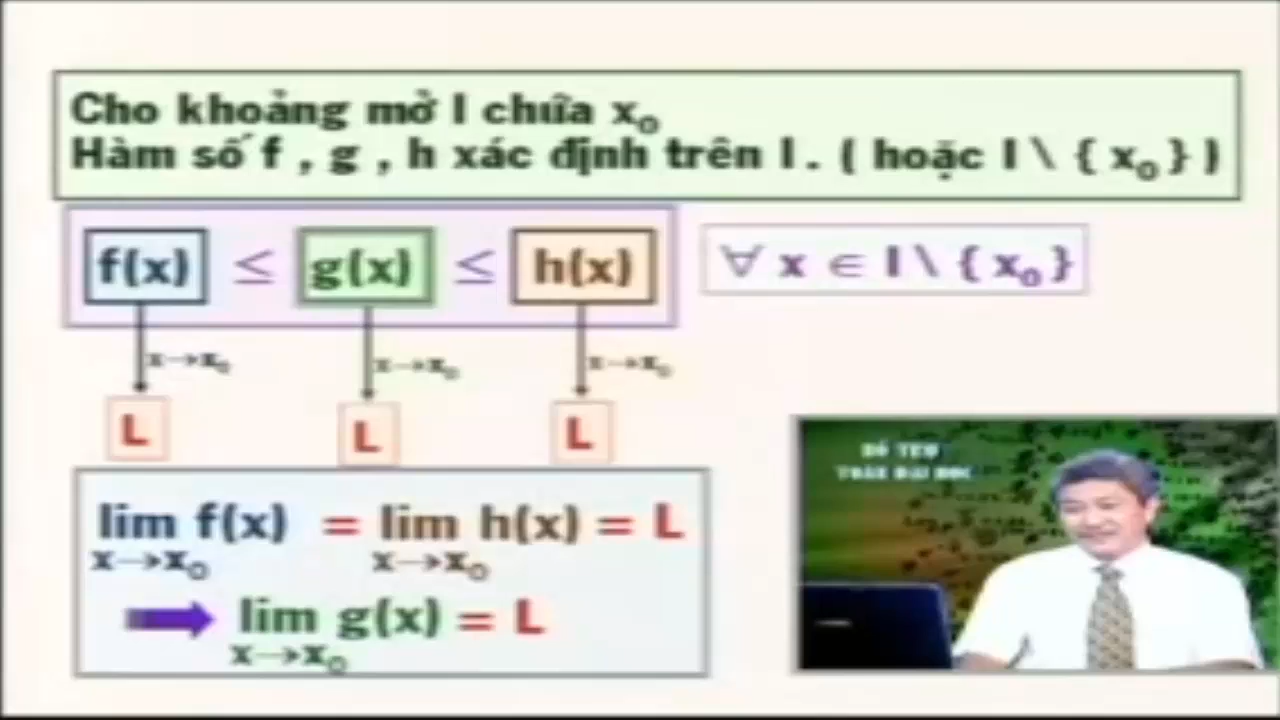 Cho khoảng mở I chứa x₀
Hàm số f , g , h xác định trên I . ( hoặc I \ { x₀ } )
f(x) ≤ g(x) ≤ h(x) ∀ x ∈ I \ { x₀ }
x→x₀ x→x₀ x→x₀
L L L
lim f(x) = lim h(x) = L
x→x₀ x→x₀
lim g(x) = L
x→x₀